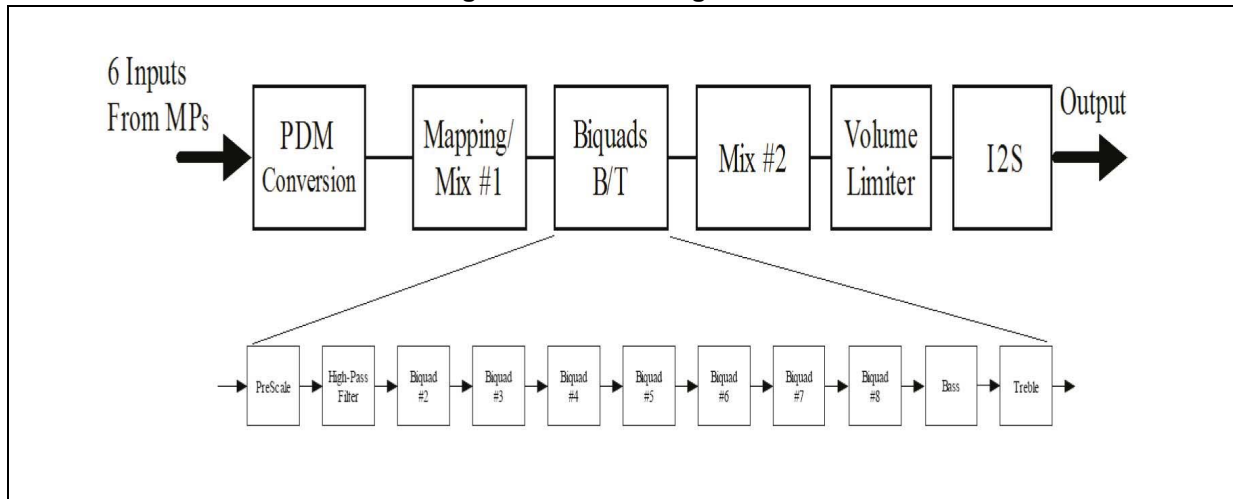 6 Inputs
From MPs
PDM
Conversion
Mapping/
Mix #1
Biquads
B/T
Mix #2
Volume
Limiter
I2S
Output
PreScale
High-Pass
Filter
Biquad
#2
Biquad
#3
Biquad
#4
Biquad
#5
Biquad
#6
Biquad
#7
Biquad
#8
Bass
Treble